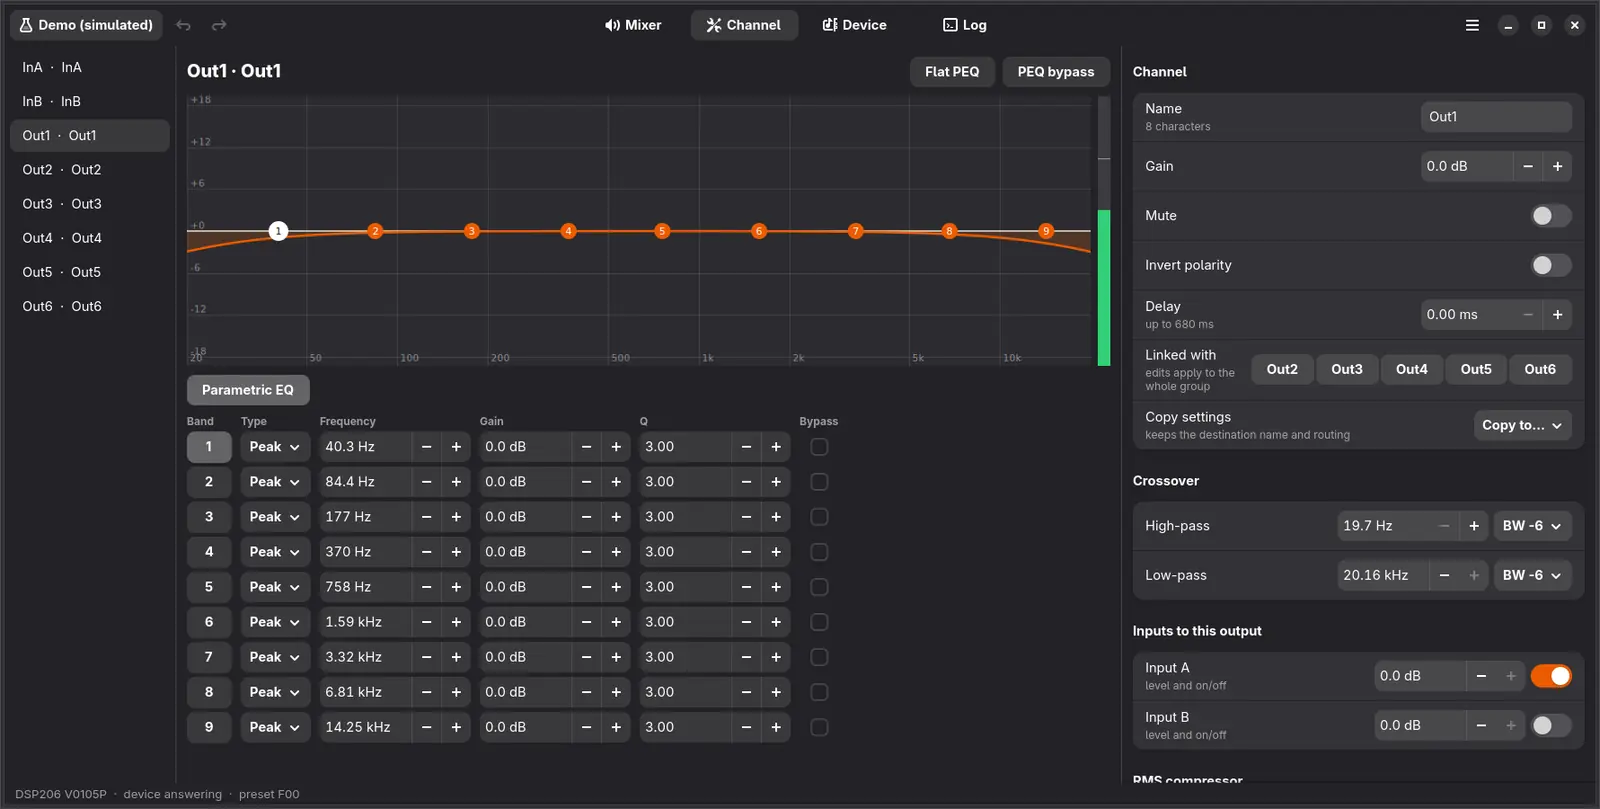 Demo (simulated)
Mixer
Channel
Device
Log
InA · InA
InB · InB
Out1 · Out1
Out2 · Out2
Out3 · Out3
Out4 · Out4
Out5 · Out5
Out6 · Out6
Out1 · Out1
Flat PEQ
PEQ bypass
+18
+12
+6
+0
-6
-12
-18
1 2 3 4 5 6 7 8 9
20 50 100 200 500 1k 2k 5k 10k
Parametric EQ
Band Type Frequency Gain Q Bypass
1 Peak 40.3 Hz − + 0.0 dB − + 3.00 − +
2 Peak 84.4 Hz − + 0.0 dB − + 3.00 − +
3 Peak 177 Hz − + 0.0 dB − + 3.00 − +
4 Peak 370 Hz − + 0.0 dB − + 3.00 − +
5 Peak 758 Hz − + 0.0 dB − + 3.00 − +
6 Peak 1.59 kHz − + 0.0 dB − + 3.00 − +
7 Peak 3.32 kHz − + 0.0 dB − + 3.00 − +
8 Peak 6.81 kHz − + 0.0 dB − + 3.00 − +
9 Peak 14.25 kHz − + 0.0 dB − + 3.00 − +
Channel
Name
8 characters
Out1
Gain
0.0 dB − +
Mute
Invert polarity
Delay
up to 680 ms
0.00 ms − +
Linked with
edits apply to the
whole group
Out2 Out3 Out4 Out5 Out6
Copy settings
keeps the destination name and routing
Copy to...
Crossover
High-pass 19.7 Hz − + BW -6
Low-pass 20.16 kHz − + BW -6
Inputs to this output
Input A
level and on/off
0.0 dB − +
Input B
level and on/off
0.0 dB − +
RMS compressor
DSP206 V0105P · device answering · preset F00